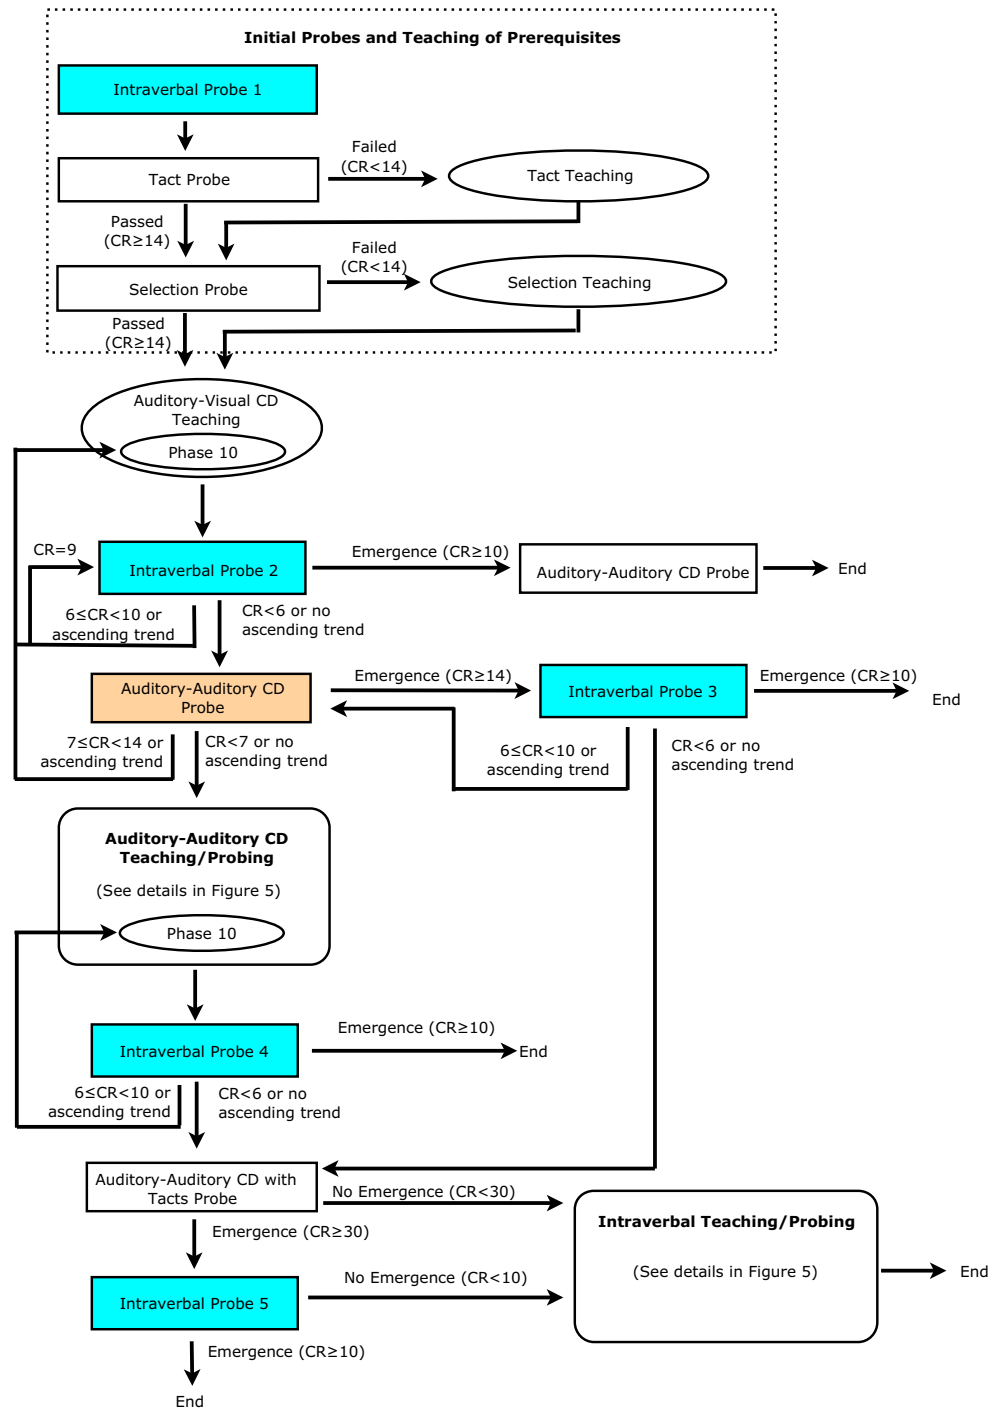 Initial Probes and Teaching of Prerequisites
Intraverbal Probe 1
Failed
(CR<14)
Tact Probe
Tact Teaching
Passed
(CR≥14)
Failed
(CR<14)
Selection Probe
Selection Teaching
Passed
(CR≥14)
Auditory-Visual CD
Teaching
Phase 10
CR=9
Intraverbal Probe 2
Emergence (CR≥10)
Auditory-Auditory CD Probe
End
6≤CR<10 or
ascending trend
CR<6 or no
ascending trend
Auditory-Auditory CD
Probe
Emergence (CR≥14)
Intraverbal Probe 3
Emergence (CR≥10)
End
7≤CR<14 or
ascending trend
CR<7 or no
ascending trend
6≤CR<10 or
ascending trend
CR<6 or no
ascending trend
Auditory-Auditory CD
Teaching/Probing
(See details in Figure 5)
Phase 10
Intraverbal Probe 4
Emergence (CR≥10)
End
6≤CR<10 or
ascending trend
CR<6 or no
ascending trend
Auditory-Auditory CD with
Tacts Probe
No Emergence (CR<30)
Intraverbal Teaching/Probing
(See details in Figure 5)
End
Emergence (CR≥30)
Intraverbal Probe 5
No Emergence (CR<10)
Emergence (CR≥10)
End